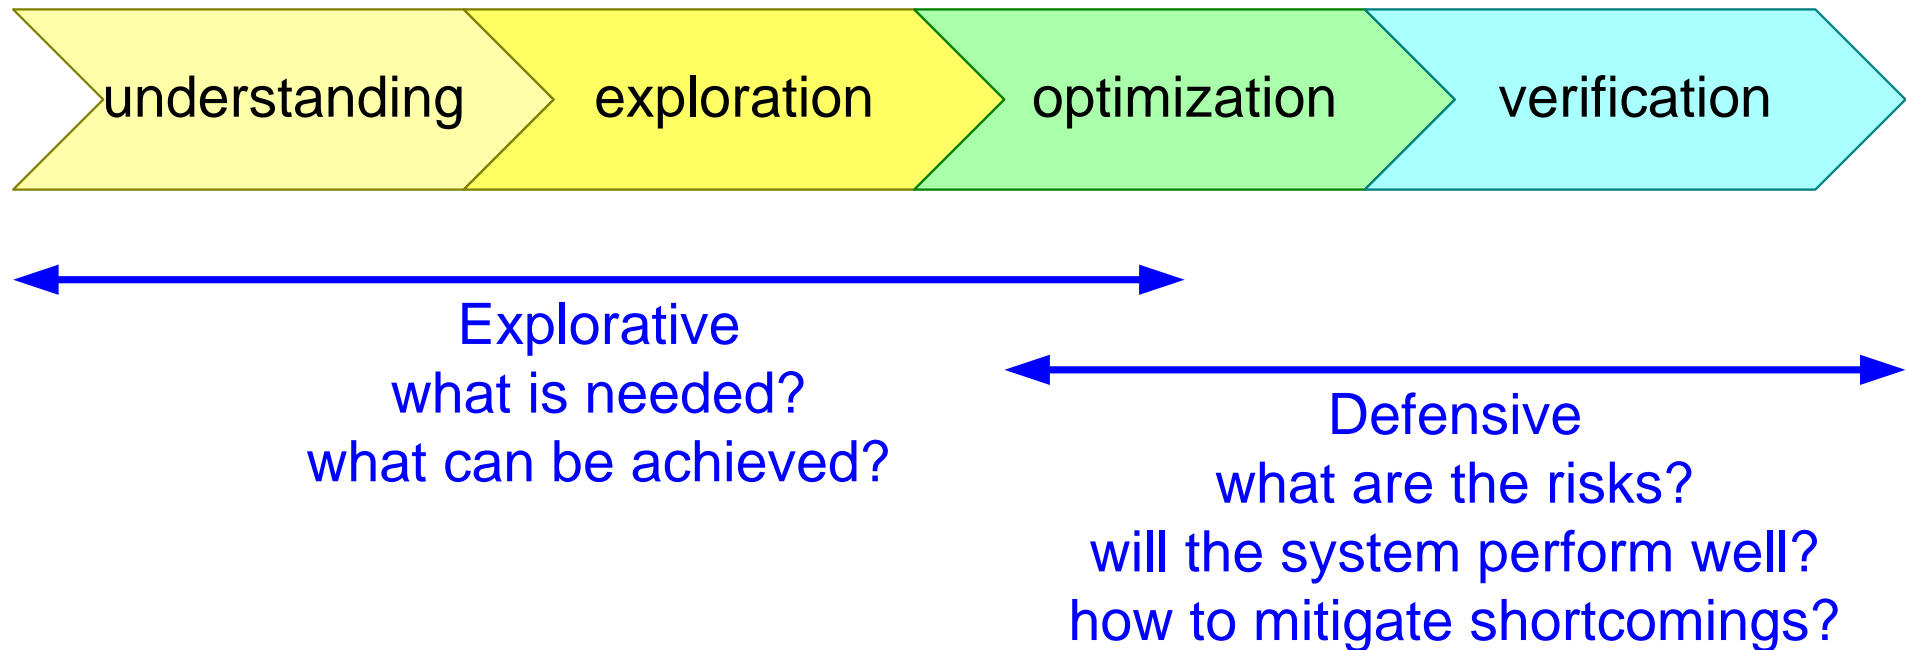 understanding
exploration
optimization
verification
Explorative
what is needed?
what can be achieved?
Defensive
what are the risks?
will the system perform well?
how to mitigate shortcomings?